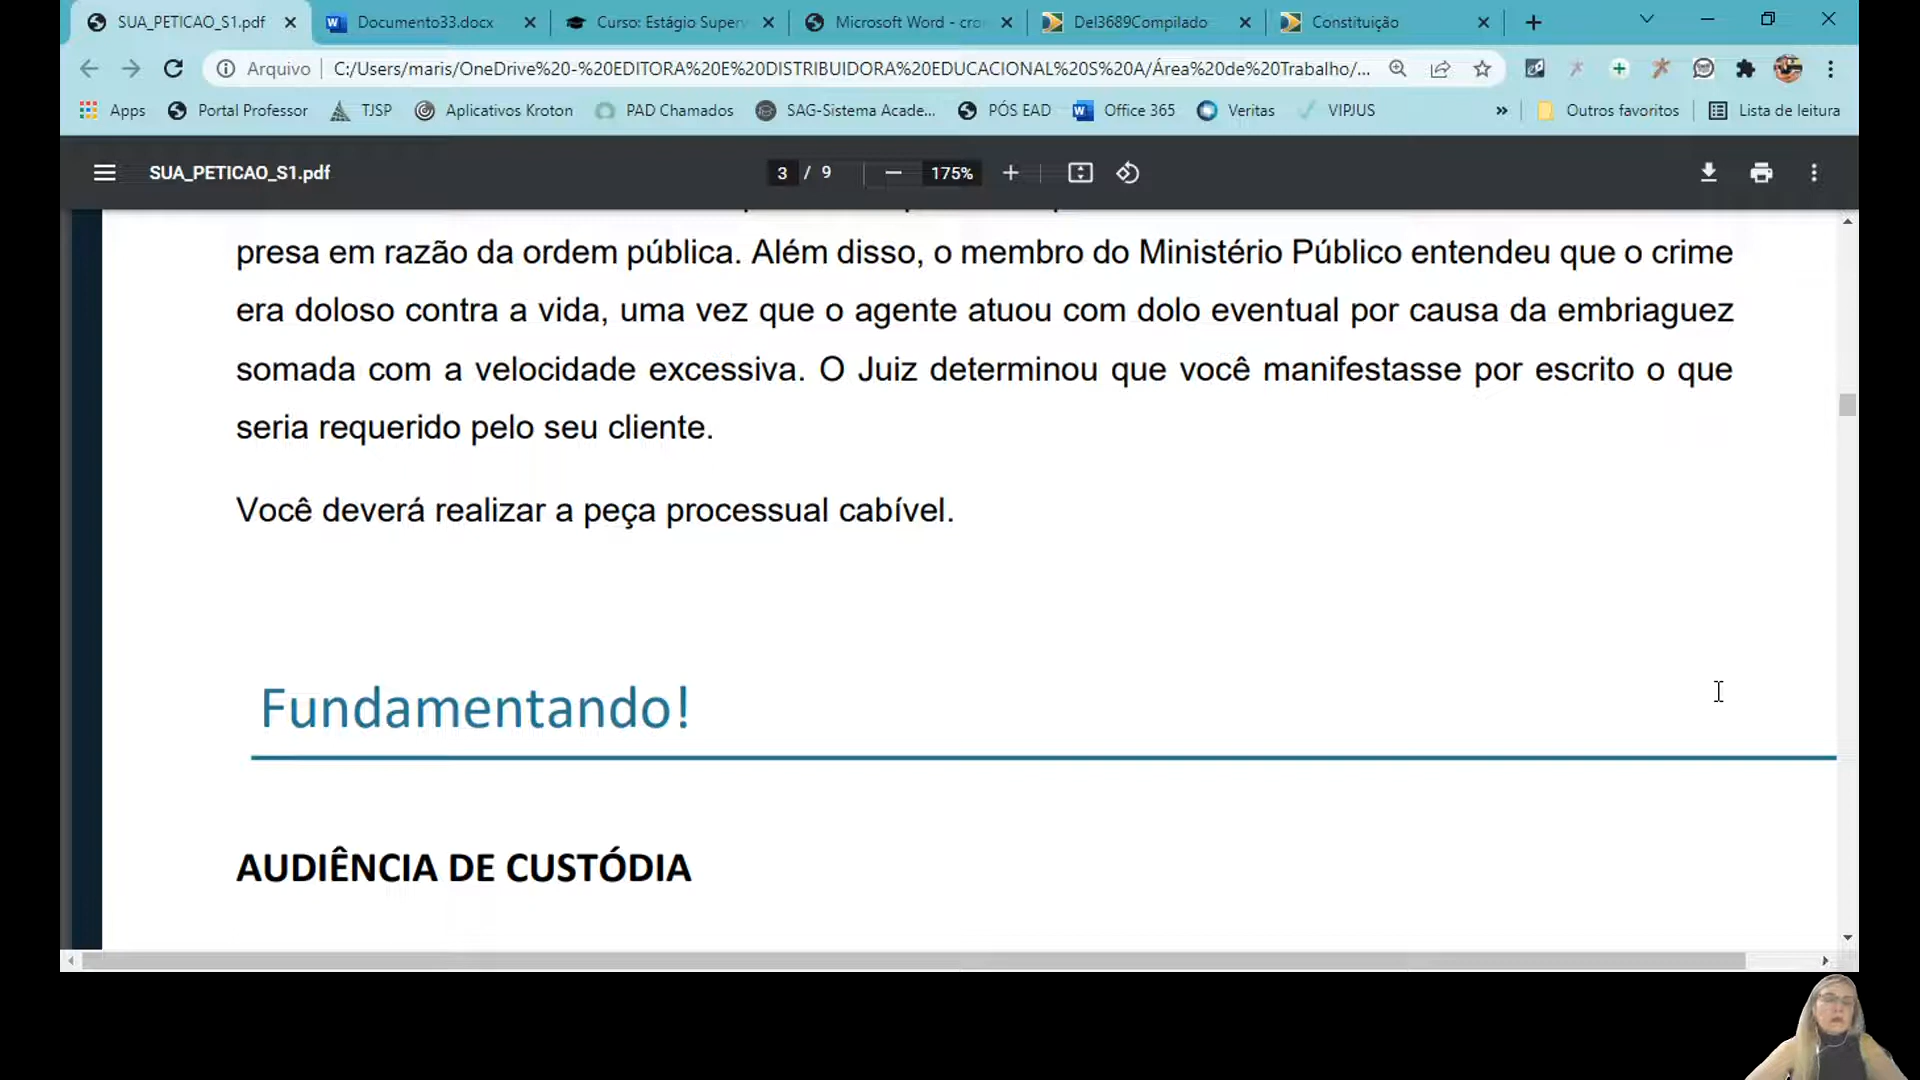 SUA_PETICAO_S1.pdf
Documento33.docx
Curso: Estágio Superv
Microsoft Word - cro
Del3689Compilado
Constituição
Arquivo
C:/Users/maris/OneDrive%20-%20EDITORA%20E%20DISTRIBUIDORA%20EDUCACIONAL%20S%20A/Área%20de%20Trabalho/...
Apps
Portal Professor
TJSP
Aplicativos Kroton
PAD Chamados
SAG-Sistema Acade...
PÓS EAD
Office 365
Veritas
VIPJUS
»
Outros favoritos
Lista de leitura
SUA_PETICAO_S1.pdf
3 / 9
175%
presa em razão da ordem pública. Além disso, o membro do Ministério Público entendeu que o crime
era doloso contra a vida, uma vez que o agente atuou com dolo eventual por causa da embriaguez
somada com a velocidade excessiva. O Juiz determinou que você manifestasse por escrito o que
seria requerido pelo seu cliente.
Você deverá realizar a peça processual cabível.
Fundamentando!
AUDIÊNCIA DE CUSTÓDIA